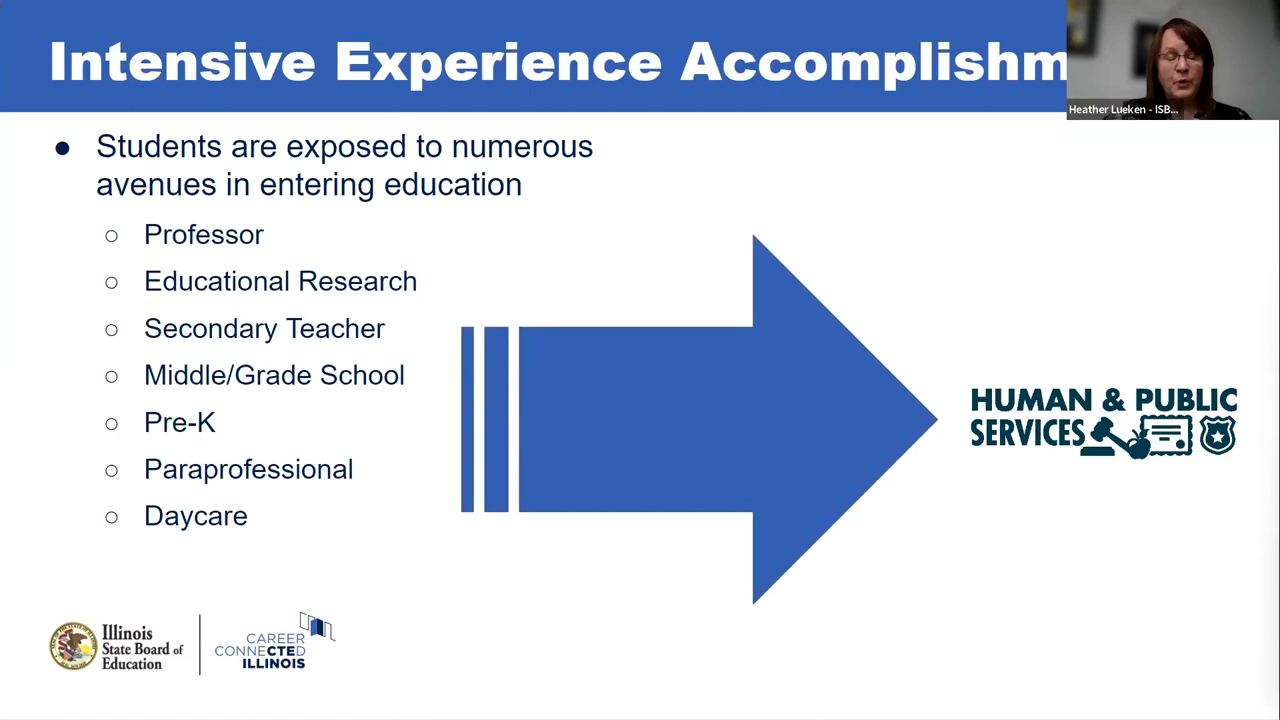 Intensive Experience Accomplishm
Heather Lueken - ISB...
● Students are exposed to numerous
avenues in entering education
○ Professor
○ Educational Research
○ Secondary Teacher
○ Middle/Grade School
○ Pre-K
○ Paraprofessional
○ Daycare
HUMAN & PUBLIC
SERVICES
Illinois
State Board of
Education
CAREER
CONNECTED
ILLINOIS